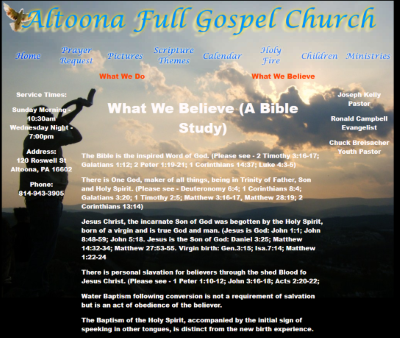 Altoona Full Gospel Church
Home
Prayer Request
Pictures
Scripture Themes
Calendar
Holy Fire
Children
Ministries
What We Do
What We Believe
Service Times:
Sunday Morning -
10:30am
Wednesday Night -
7:00pm
Address:
120 Roswell St
Altoona, PA 16602
Phone:
814-943-3905
What We Believe (A Bible
Study)
The Bible is the inspired Word of God. (Please see - 2 Timothy 3:16-17;
Galatians 1:12; 2 Peter 1:19-21; 1 Corinthians 14:37; Luke 4:3-5)
There is One God, maker of all things, being in Trinity of Father, Son
and Holy Spirit. (Please see - Deuteronomy 6:4; 1 Corinthians 8:4;
Galatians 3:20, 1 Timothy 2:5; Matthew 3:16-17, Matthew 28:19; 2
Corinthians 13:14)
Jesus Christ, the incarnate Son of God was begotten by the Holy Spirit,
born of a virgin and is true God and man. (Jesus is God: John 1:1; John
8:48-59; John 5:18. Jesus is the Son of God: Daniel 3:25; Matthew
14:32-34; Matthew 27:53-55. Virgin birth: Gen.3:15; Isa.7:14; Matthew
1:22-24
There is personal slavation for believers through the shed Blood fo
Jesus Christ. (Please see - 1 Peter 1:10-12; John 3:16-18; Acts 2:20-22;
Water Baptism following conversion is not a requirement of salvation
but is an act of obedience of the believer.
The Baptism of the Holy Spirit, accompanied by the initial sign of
speeking in other tongues, is distinct from the new birth experience.
Joseph Kelly
Pastor
Ronald Campbell
Evangelist
Chuck Breisacher
Youth Pastor